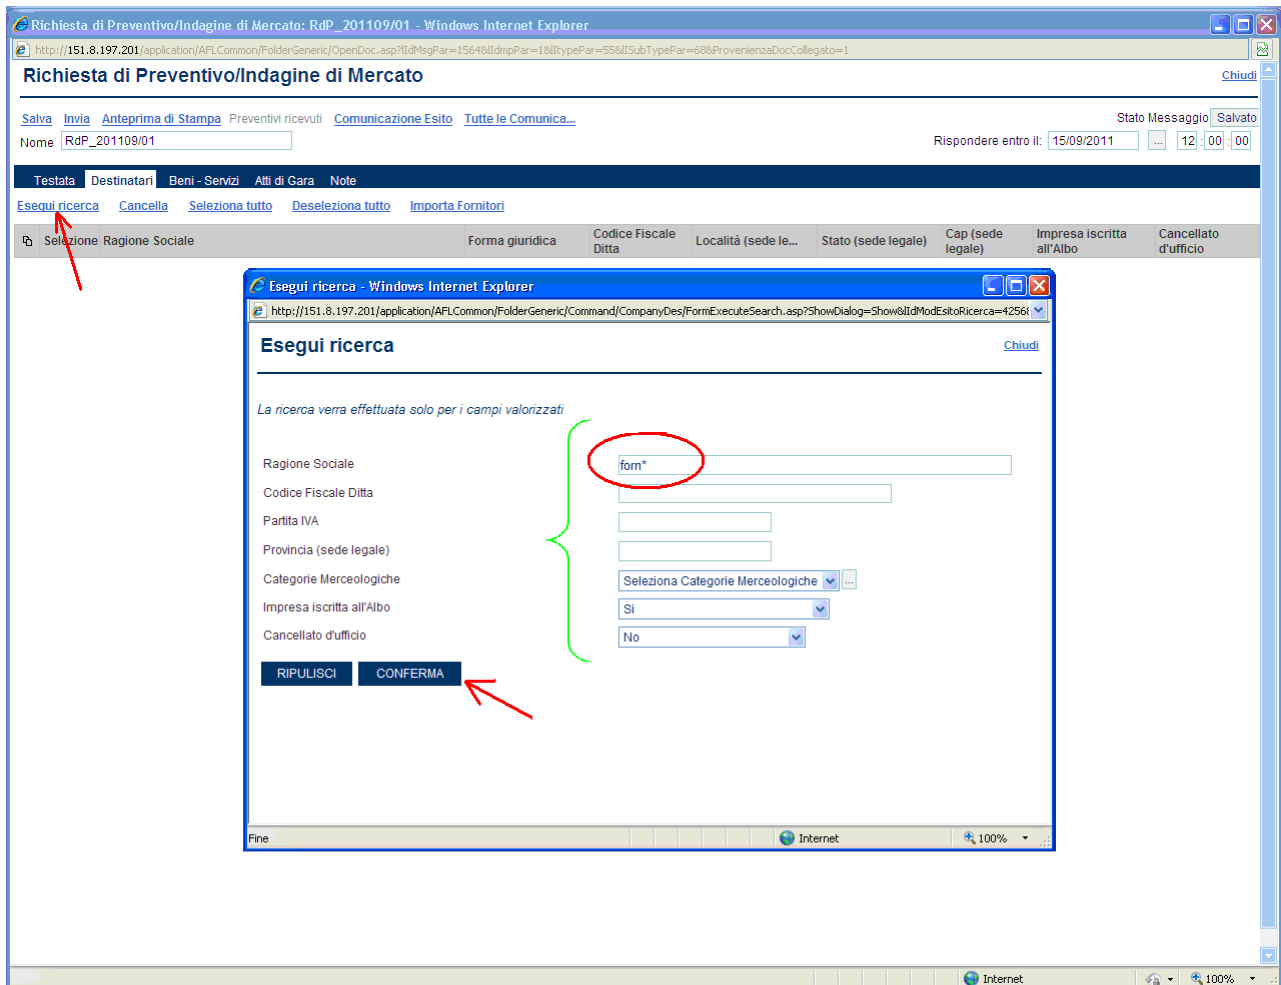 Richiesta di Preventivo/Indagine di Mercato: RdP_201109/01 - Windows Internet Explorer
http://151.8.197.201/application/AFLCommon/FolderGeneric/OpenDoc.asp?lIdMsgPar=1564&lIdmpPar=1&lItypePar=55&lISubTypePar=68&ProvenienzaDocCollegato=1
Richiesta di Preventivo/Indagine di Mercato
Chiudi
Salva Invia Anteprima di Stampa Preventivi ricevuti Comunicazione Esito Tutte le Comunica...
Stato Messaggio Salvato
Nome RdP_201109/01
Rispondere entro il: 15/09/2011 ... 12 : 00 : 00
Testata Destinatari Beni - Servizi Atti di Gara Note
Esegui ricerca Cancella Seleziona tutto Deseleziona tutto Importa Fornitori
Selezione Ragione Sociale Forma giuridica Codice Fiscale Ditta Località (sede le... Stato (sede legale) Cap (sede legale) Impresa iscritta all'Albo Cancellato d'ufficio
Esegui ricerca - Windows Internet Explorer
http://151.8.197.201/application/AFLCommon/FolderGeneric/Command/CompanyDes/FormExecuteSearch.asp?ShowDialog=Show&lIdModEsitoRicerca=4256
Esegui ricerca
Chiudi
La ricerca verra effettuata solo per i campi valorizzati
Ragione Sociale forn*
Codice Fiscale Ditta
Partita IVA
Provincia (sede legale)
Categorie Merceologiche Seleziona Categorie Merceologiche ...
Impresa iscritta all'Albo Si
Cancellato d'ufficio No
RIPULISCI CONFERMA
Fine Internet 100%
Internet 100%